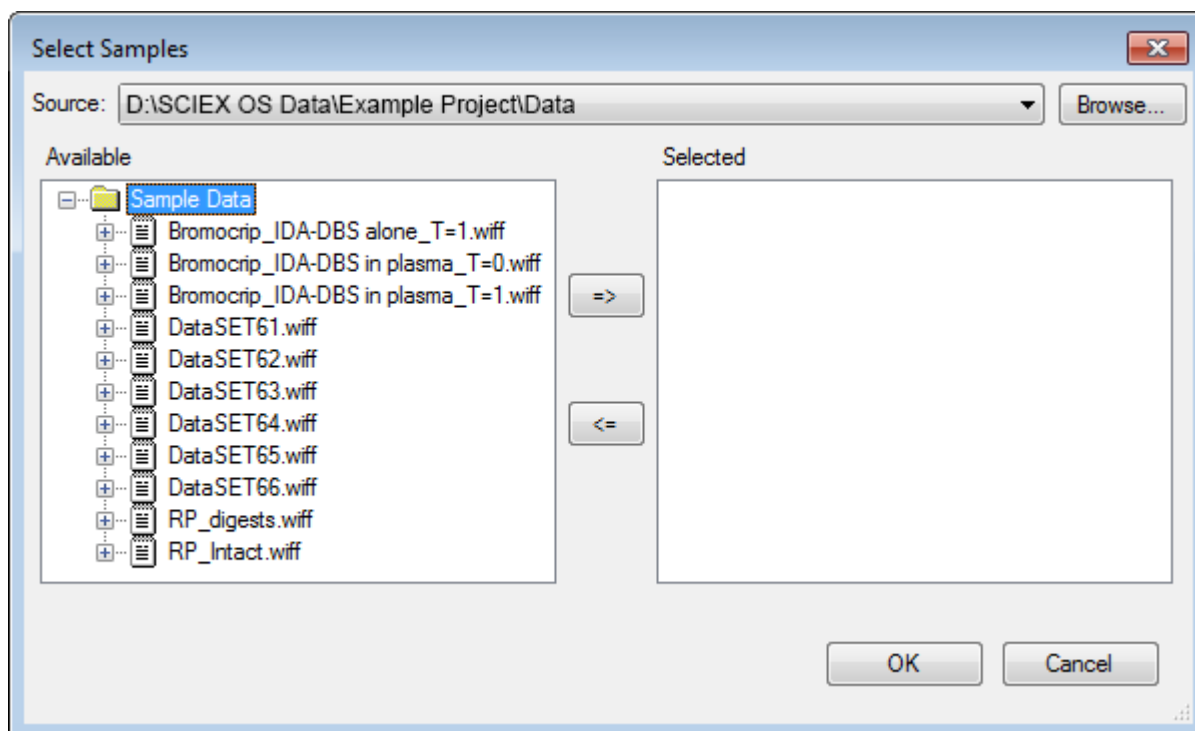 Select Samples
Source: D:\SCIEX OS Data\Example Project\Data Browse...
Available Selected
Sample Data
Bromocrip_IDA-DBS alone_T=1.wiff
Bromocrip_IDA-DBS in plasma_T=0.wiff
Bromocrip_IDA-DBS in plasma_T=1.wiff
=>
DataSET61.wiff
DataSET62.wiff
DataSET63.wiff
DataSET64.wiff
<=
DataSET65.wiff
DataSET66.wiff
RP_digests.wiff
RP_Intact.wiff
OK Cancel